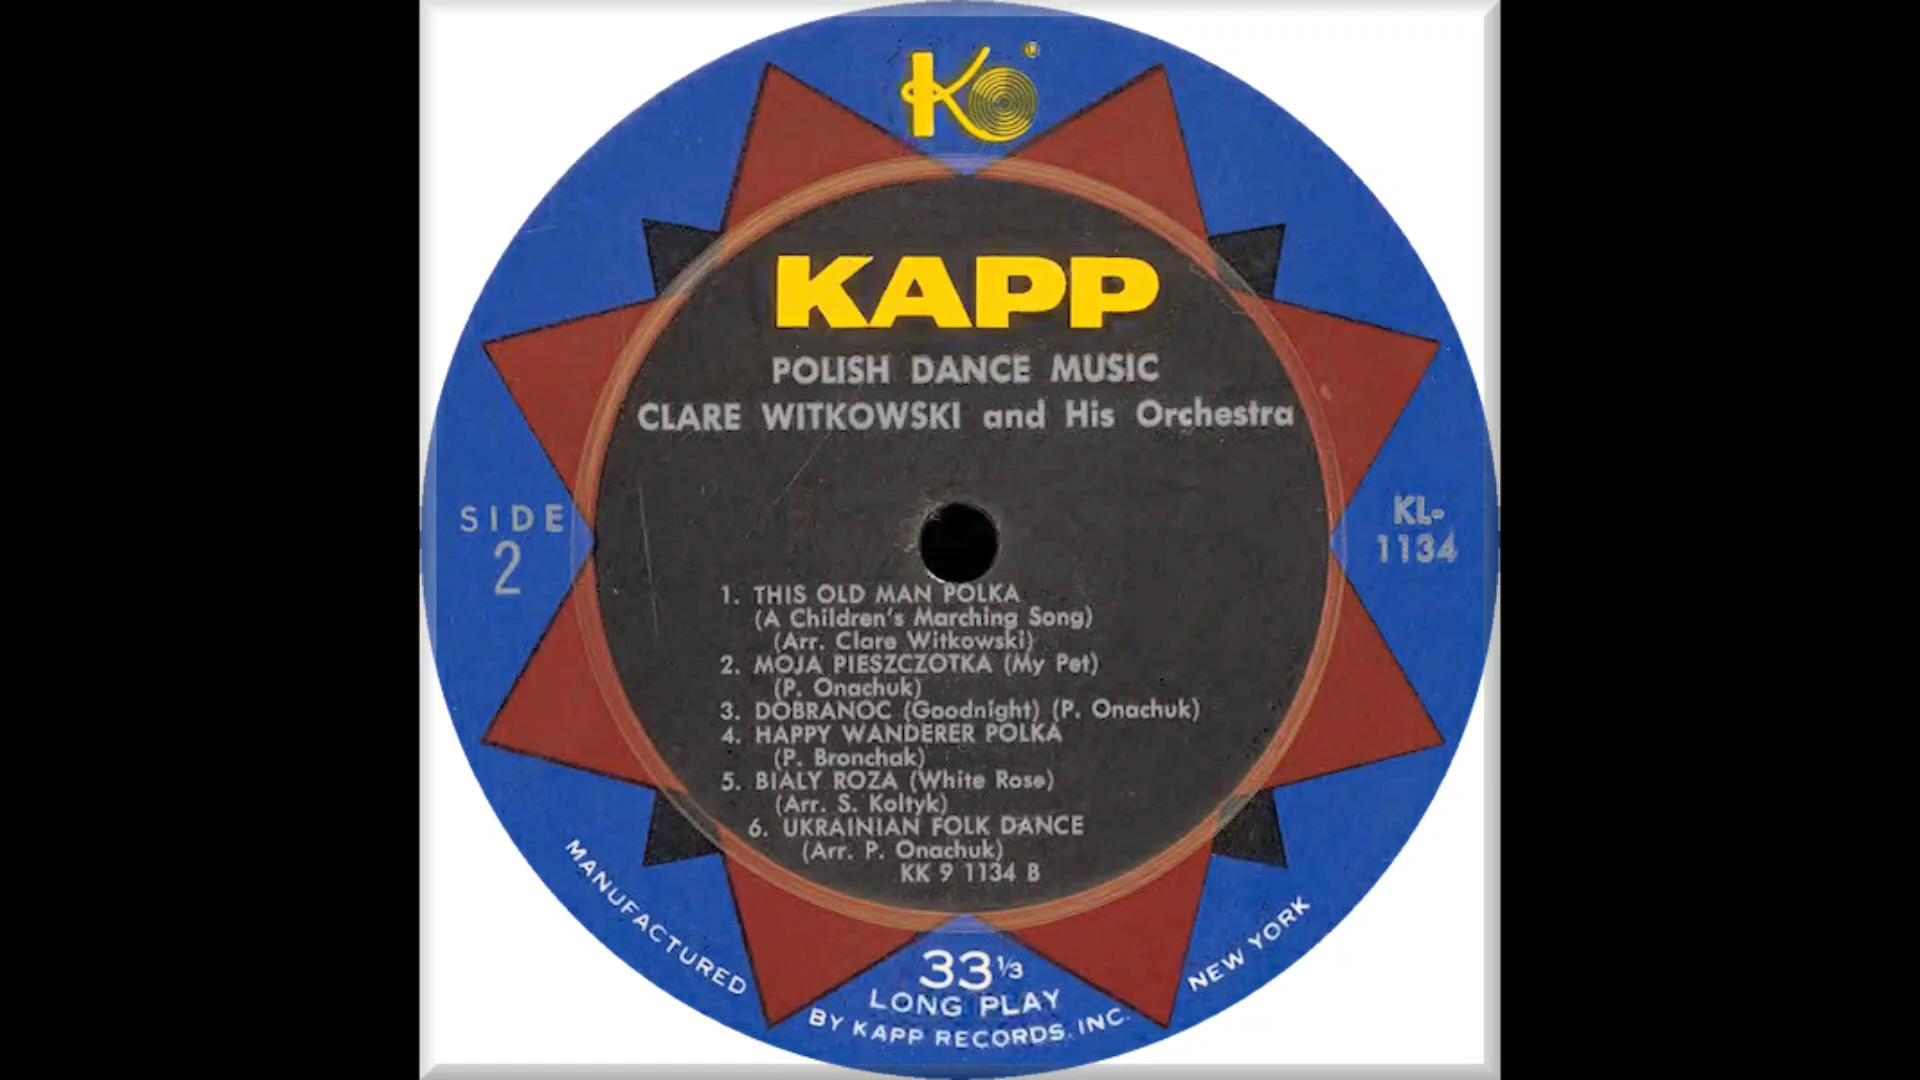 K ®
KAPP
POLISH DANCE MUSIC
CLARE WITKOWSKI and His Orchestra
SIDE
2
KL-
1134
1. THIS OLD MAN POLKA
(A Children's Marching Song)
(Arr. Clare Witkowski)
2. MOJA PIESZCZOTKA (My Pet)
(P. Onachuk)
3. DOBRANOC (Goodnight) (P. Onachuk)
4. HAPPY WANDERER POLKA
(P. Bronchak)
5. BIALY ROZA (White Rose)
(Arr. S. Koltyk)
6. UKRAINIAN FOLK DANCE
(Arr. P. Onachuk)
KK 9 1134 B
33 1/3
LONG PLAY
MANUFACTURED BY KAPP RECORDS, INC. NEW YORK